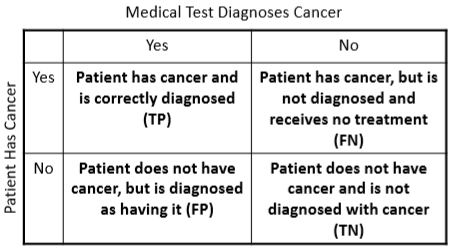 Medical Test Diagnoses Cancer
Yes
No
Patient Has Cancer
Yes
Patient has cancer and
is correctly diagnosed
(TP)
Patient has cancer, but is
not diagnosed and
receives no treatment
(FN)
No
Patient does not have
cancer, but is diagnosed
as having it (FP)
Patient does not have
cancer and is not
diagnosed with cancer
(TN)